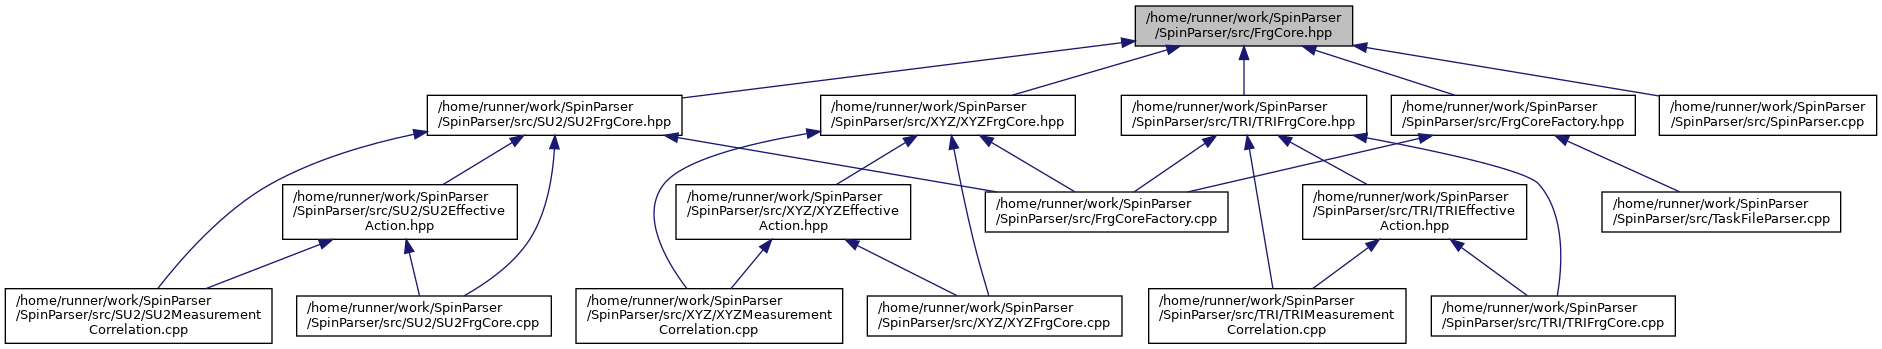 /home/runner/work/SpinParser
/SpinParser/src/FrgCore.hpp
/home/runner/work/SpinParser
/SpinParser/src/SU2/SU2FrgCore.hpp
/home/runner/work/SpinParser
/SpinParser/src/XYZ/XYZFrgCore.hpp
/home/runner/work/SpinParser
/SpinParser/src/TRI/TRIFrgCore.hpp
/home/runner/work/SpinParser
/SpinParser/src/FrgCoreFactory.hpp
/home/runner/work/SpinParser
/SpinParser/src/SpinParser.cpp
/home/runner/work/SpinParser
/SpinParser/src/SU2/SU2Effective
Action.hpp
/home/runner/work/SpinParser
/SpinParser/src/XYZ/XYZEffective
Action.hpp
/home/runner/work/SpinParser
/SpinParser/src/FrgCoreFactory.cpp
/home/runner/work/SpinParser
/SpinParser/src/TRI/TRIEffective
Action.hpp
/home/runner/work/SpinParser
/SpinParser/src/TaskFileParser.cpp
/home/runner/work/SpinParser
/SpinParser/src/SU2/SU2Measurement
Correlation.cpp
/home/runner/work/SpinParser
/SpinParser/src/SU2/SU2FrgCore.cpp
/home/runner/work/SpinParser
/SpinParser/src/XYZ/XYZMeasurement
Correlation.cpp
/home/runner/work/SpinParser
/SpinParser/src/XYZ/XYZFrgCore.cpp
/home/runner/work/SpinParser
/SpinParser/src/TRI/TRIMeasurement
Correlation.cpp
/home/runner/work/SpinParser
/SpinParser/src/TRI/TRIFrgCore.cpp